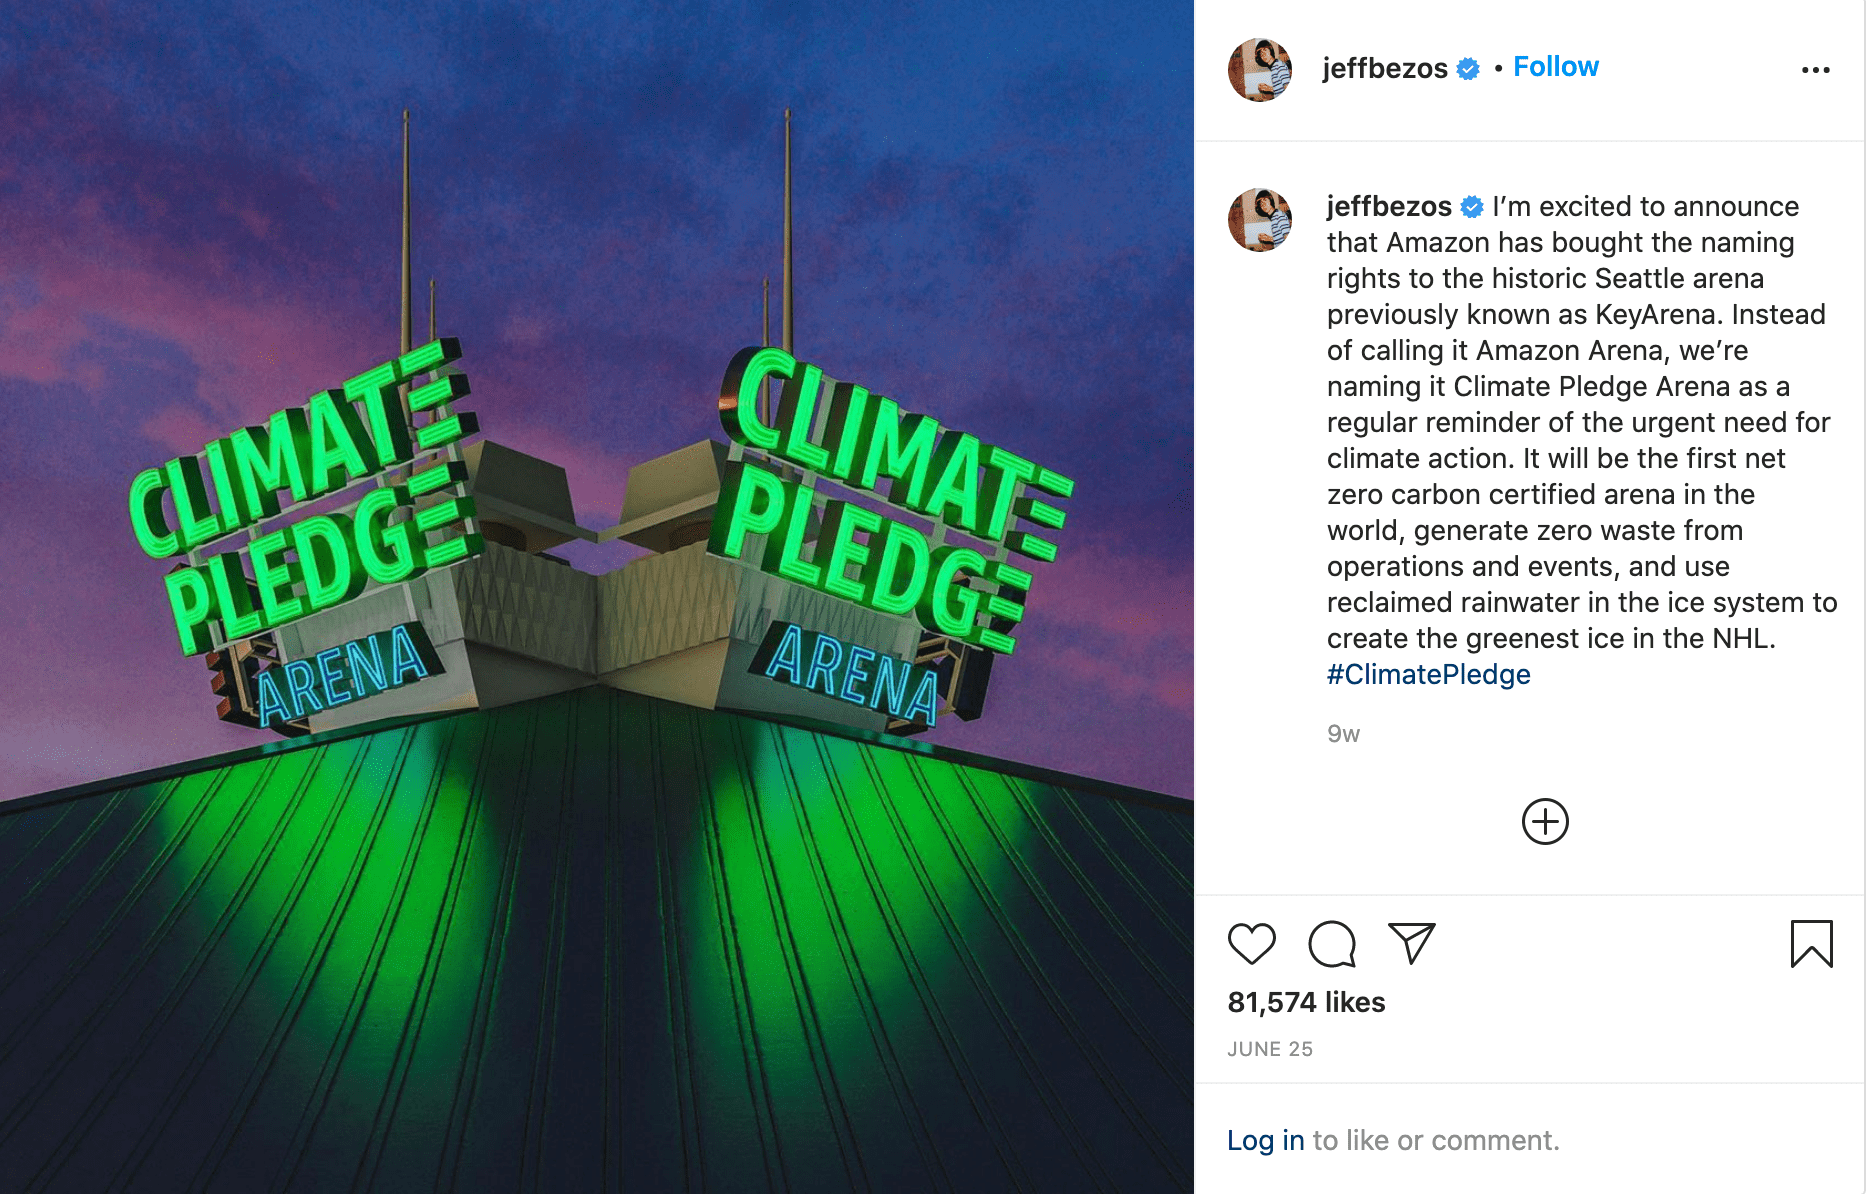 CLIMATE
PLEDGE
ARENA
CLIMATE
PLEDGE
ARENA
jeffbezos • Follow
jeffbezos I’m excited to announce
that Amazon has bought the naming
rights to the historic Seattle arena
previously known as KeyArena. Instead
of calling it Amazon Arena, we’re
naming it Climate Pledge Arena as a
regular reminder of the urgent need for
climate action. It will be the first net
zero carbon certified arena in the
world, generate zero waste from
operations and events, and use
reclaimed rainwater in the ice system to
create the greenest ice in the NHL.
#ClimatePledge
9w
81,574 likes
JUNE 25
Log in to like or comment.